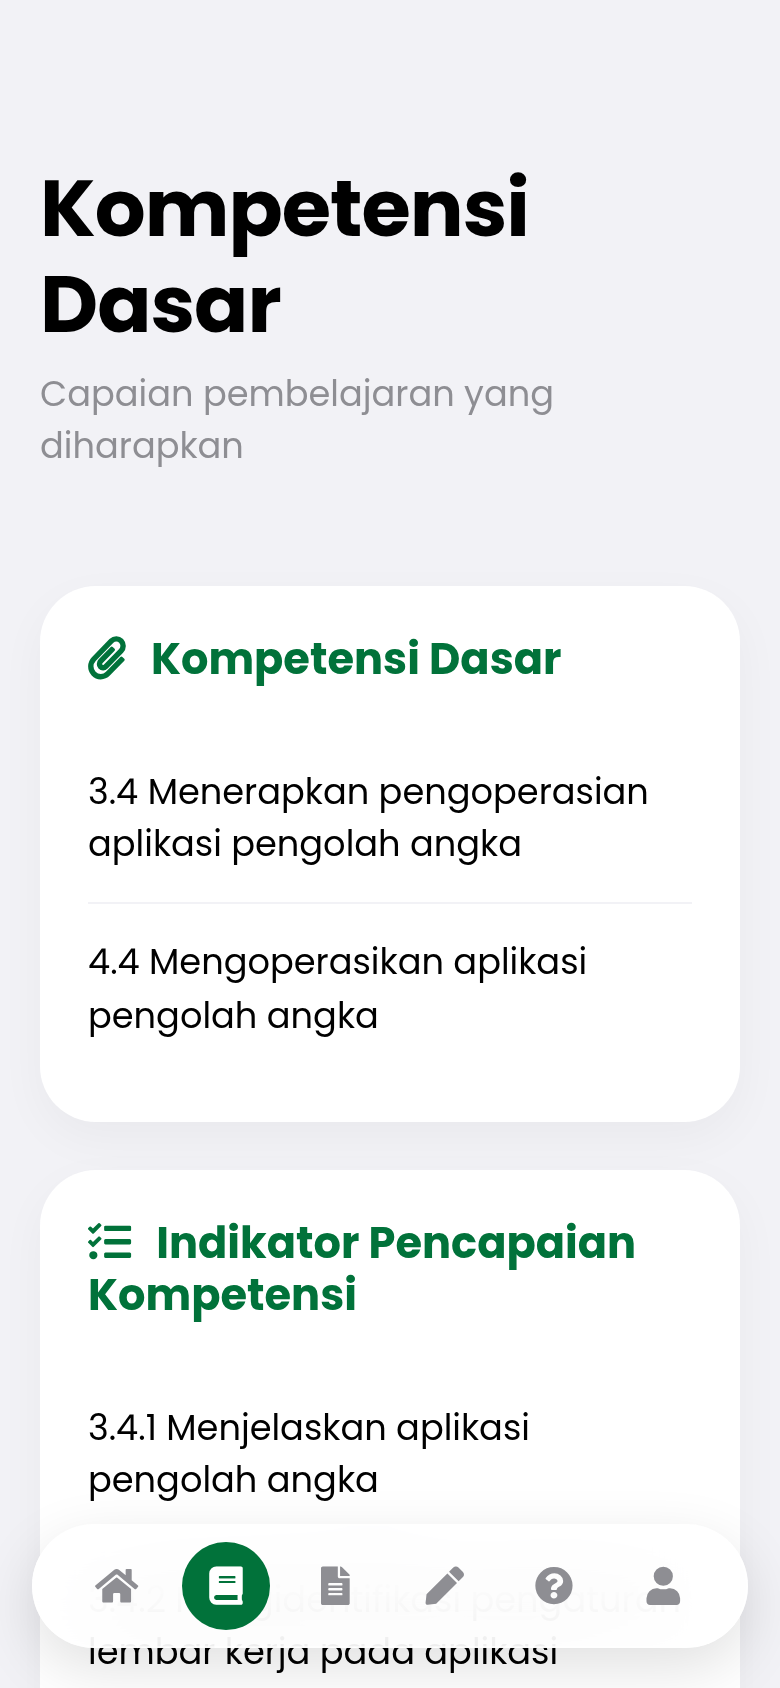 Kompetensi
Dasar
Capaian pembelajaran yang
diharapkan
Kompetensi Dasar
3.4 Menerapkan pengoperasian
aplikasi pengolah angka
4.4 Mengoperasikan aplikasi
pengolah angka
Indikator Pencapaian
Kompetensi
3.4.1 Menjelaskan aplikasi
pengolah angka
pengaturan
lembar kerja pada aplikasi